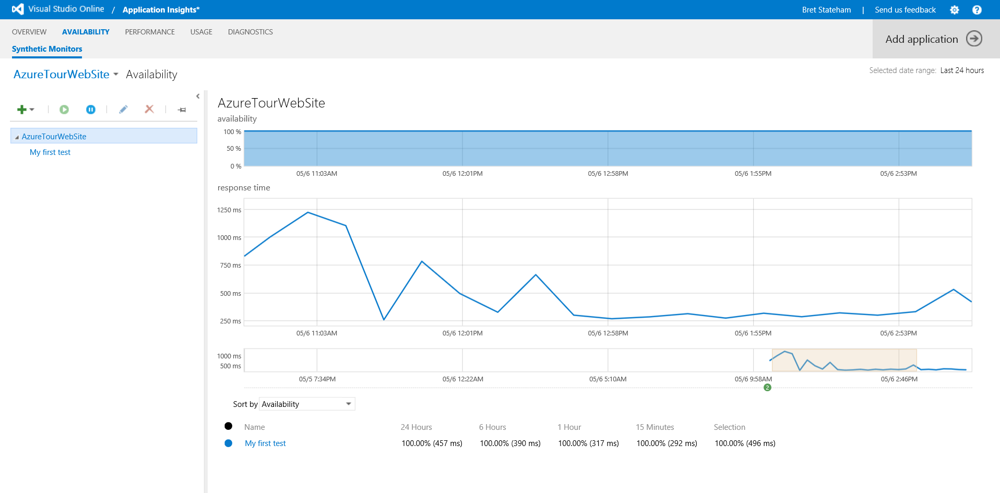 Visual Studio Online / Application Insights*
Bret Stateham | Send us feedback
OVERVIEW AVAILABILITY PERFORMANCE USAGE DIAGNOSTICS
Synthetic Monitors
Add application
AzureTourWebSite Availability
Selected date range: Last 24 hours
AzureTourWebSite
My first test
AzureTourWebSite
availability
100 %
50 %
0 %
05/6 11:03AM 05/6 12:01PM 05/6 12:58PM 05/6 1:55PM 05/6 2:53PM
response time
1250 ms
1000 ms
750 ms
500 ms
250 ms
05/6 11:03AM 05/6 12:01PM 05/6 12:58PM 05/6 1:55PM 05/6 2:53PM
1000 ms
500 ms
05/5 7:34PM 05/6 12:22AM 05/6 5:10AM 05/6 9:58AM 05/6 2:46PM
2
Sort by Availability
Name 24 Hours 6 Hours 1 Hour 15 Minutes Selection
My first test 100.00% (457 ms) 100.00% (390 ms) 100.00% (317 ms) 100.00% (292 ms) 100.00% (496 ms)